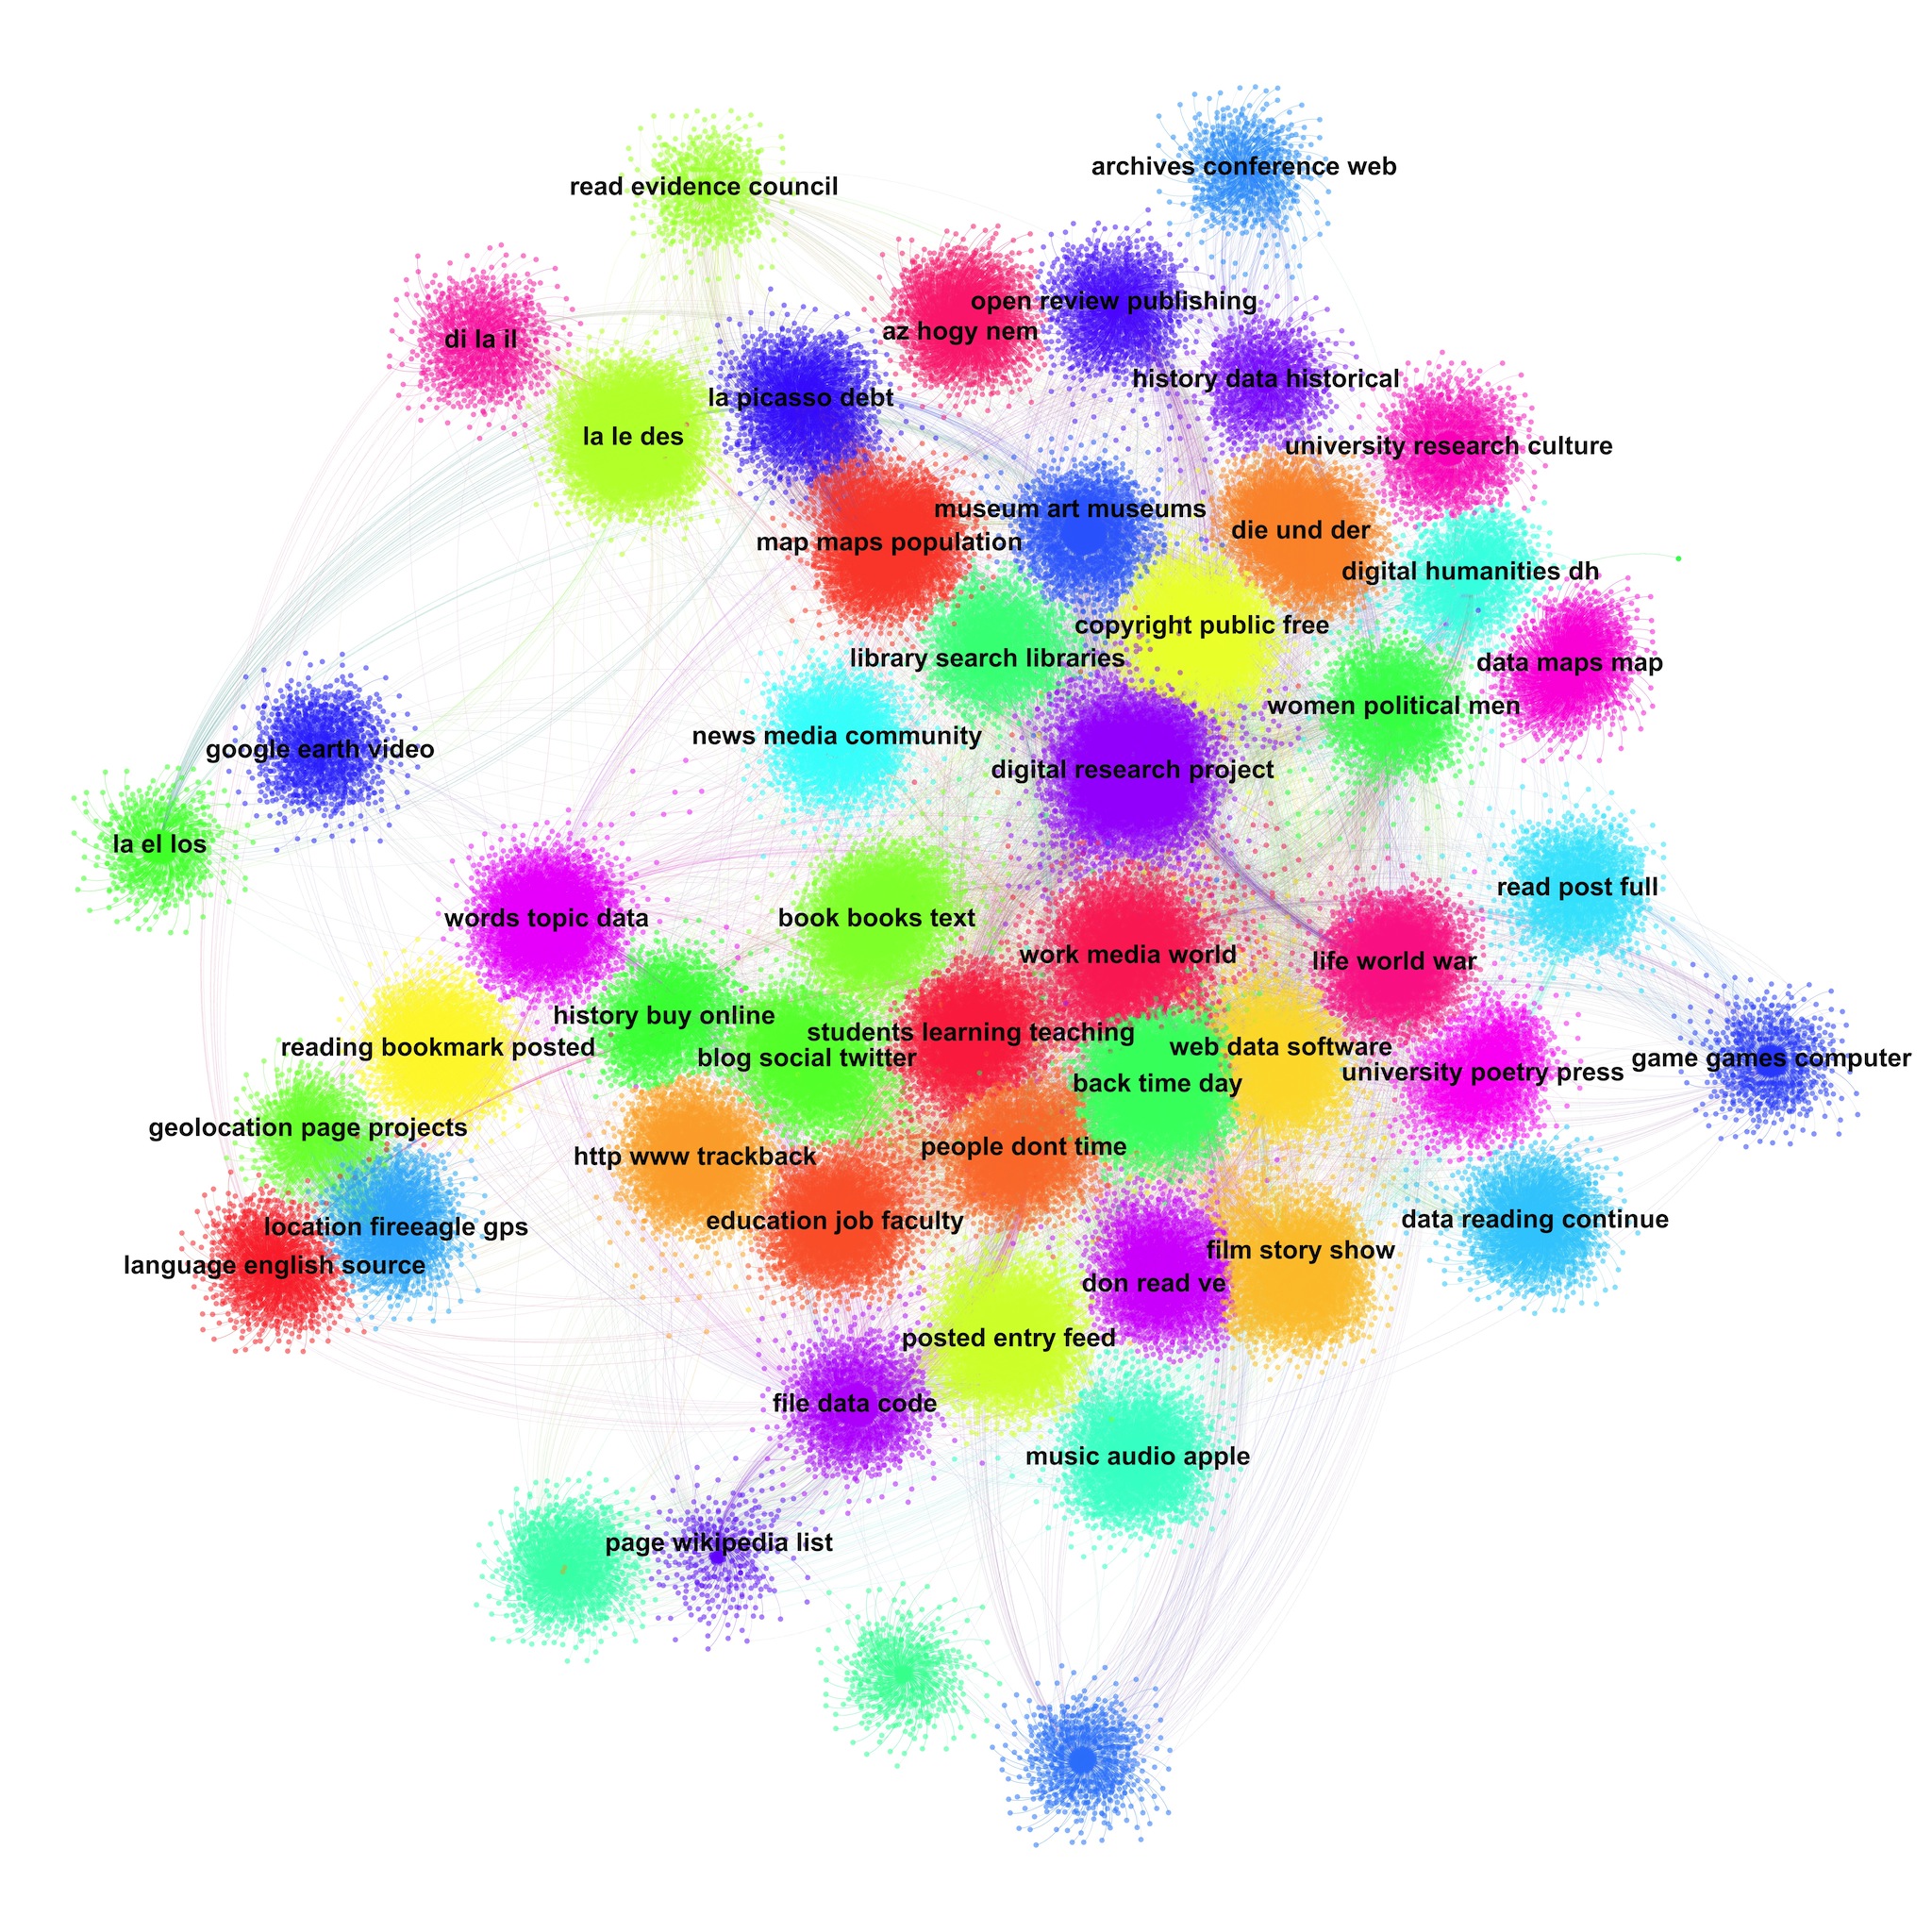 archives conference web
read evidence council
open review publishing
az hogy nem
di la il
history data historical
la picasso debt
la le des
university research culture
museum art museums
die und der
map maps population
digital humanities dh
copyright public free
library search libraries
data maps map
women political men
news media community
google earth video
digital research project
la el los
read post full
words topic data
book books text
work media world
life world war
history buy online
students learning teaching
reading bookmark posted
web data software
blog social twitter
game games computer
university poetry press
back time day
geolocation page projects
people dont time
http www trackback
education job faculty
data reading continue
location fireeagle gps
film story show
language english source
don read ve
posted entry feed
file data code
music audio apple
page wikipedia list